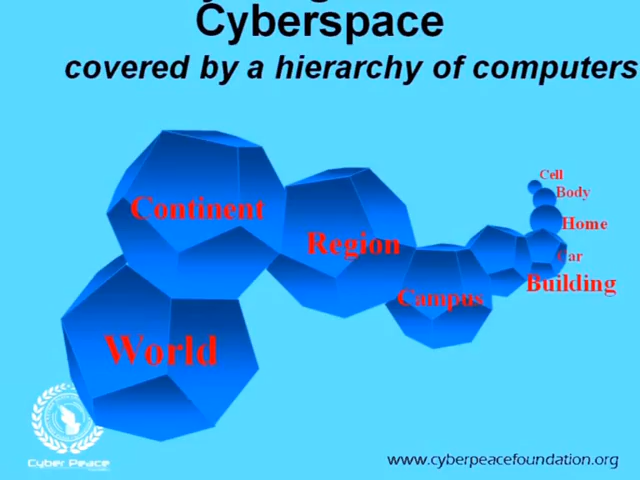 Cyberspace
covered by a hierarchy of computers
Cell
Body
Continent
Home
Region
Car
Building
Campus
World
Cyber Peace
www.cyberpeacefoundation.org